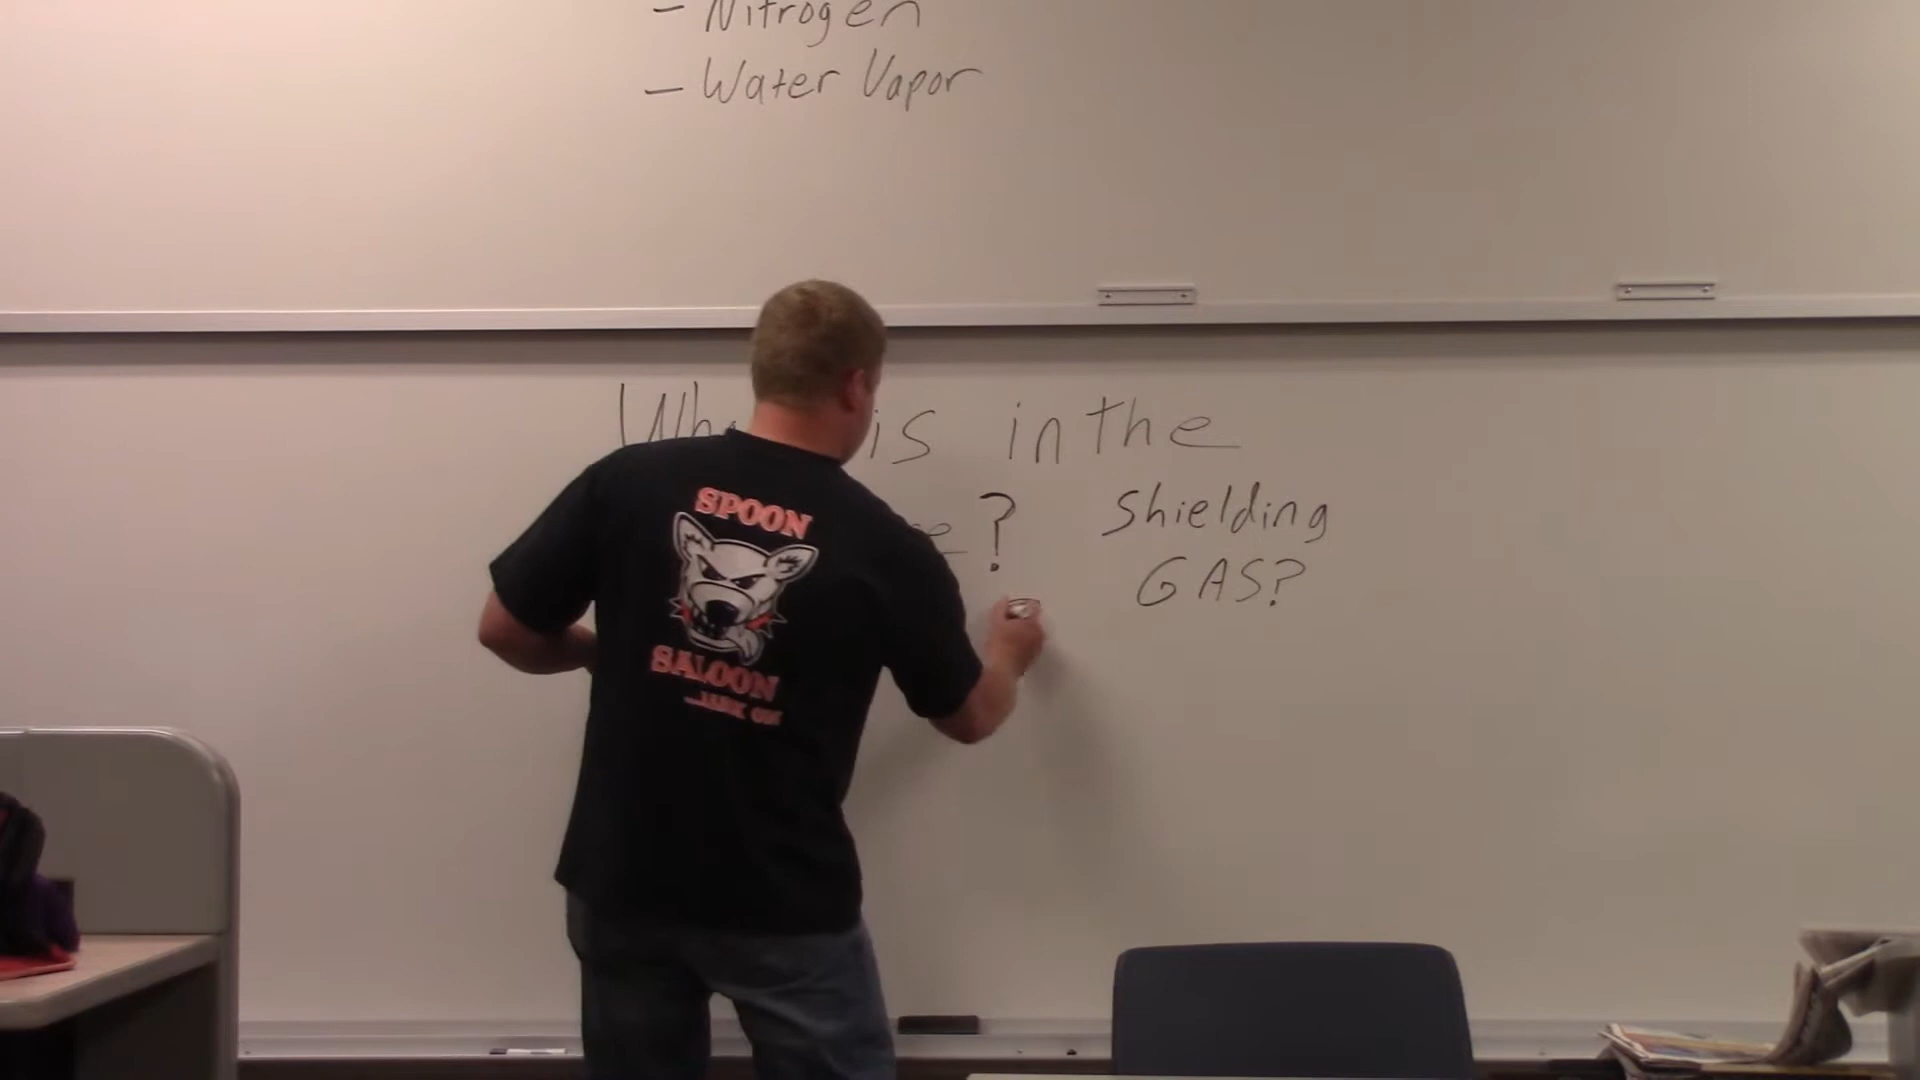 - Nitrogen
- Water Vapor
is in the
? Shielding
GAS?
SPOON
SALOON